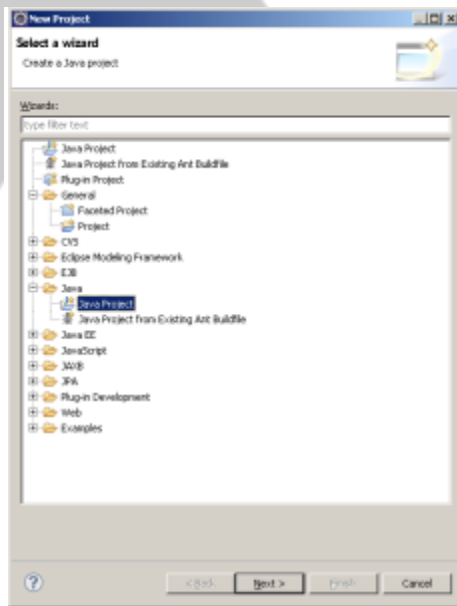 New Project
Select a wizard
Create a Java project
Wizards:
type filter text
Java Project
Java Project from Existing Ant Buildfile
Plug-in Project
General
Faceted Project
Project
CVS
Eclipse Modeling Framework
EJB
Java
Java Project
Java Project from Existing Ant Buildfile
Java EE
JavaScript
JAXB
JPA
Plug-in Development
Web
Examples
< Back
Next >
Finish
Cancel